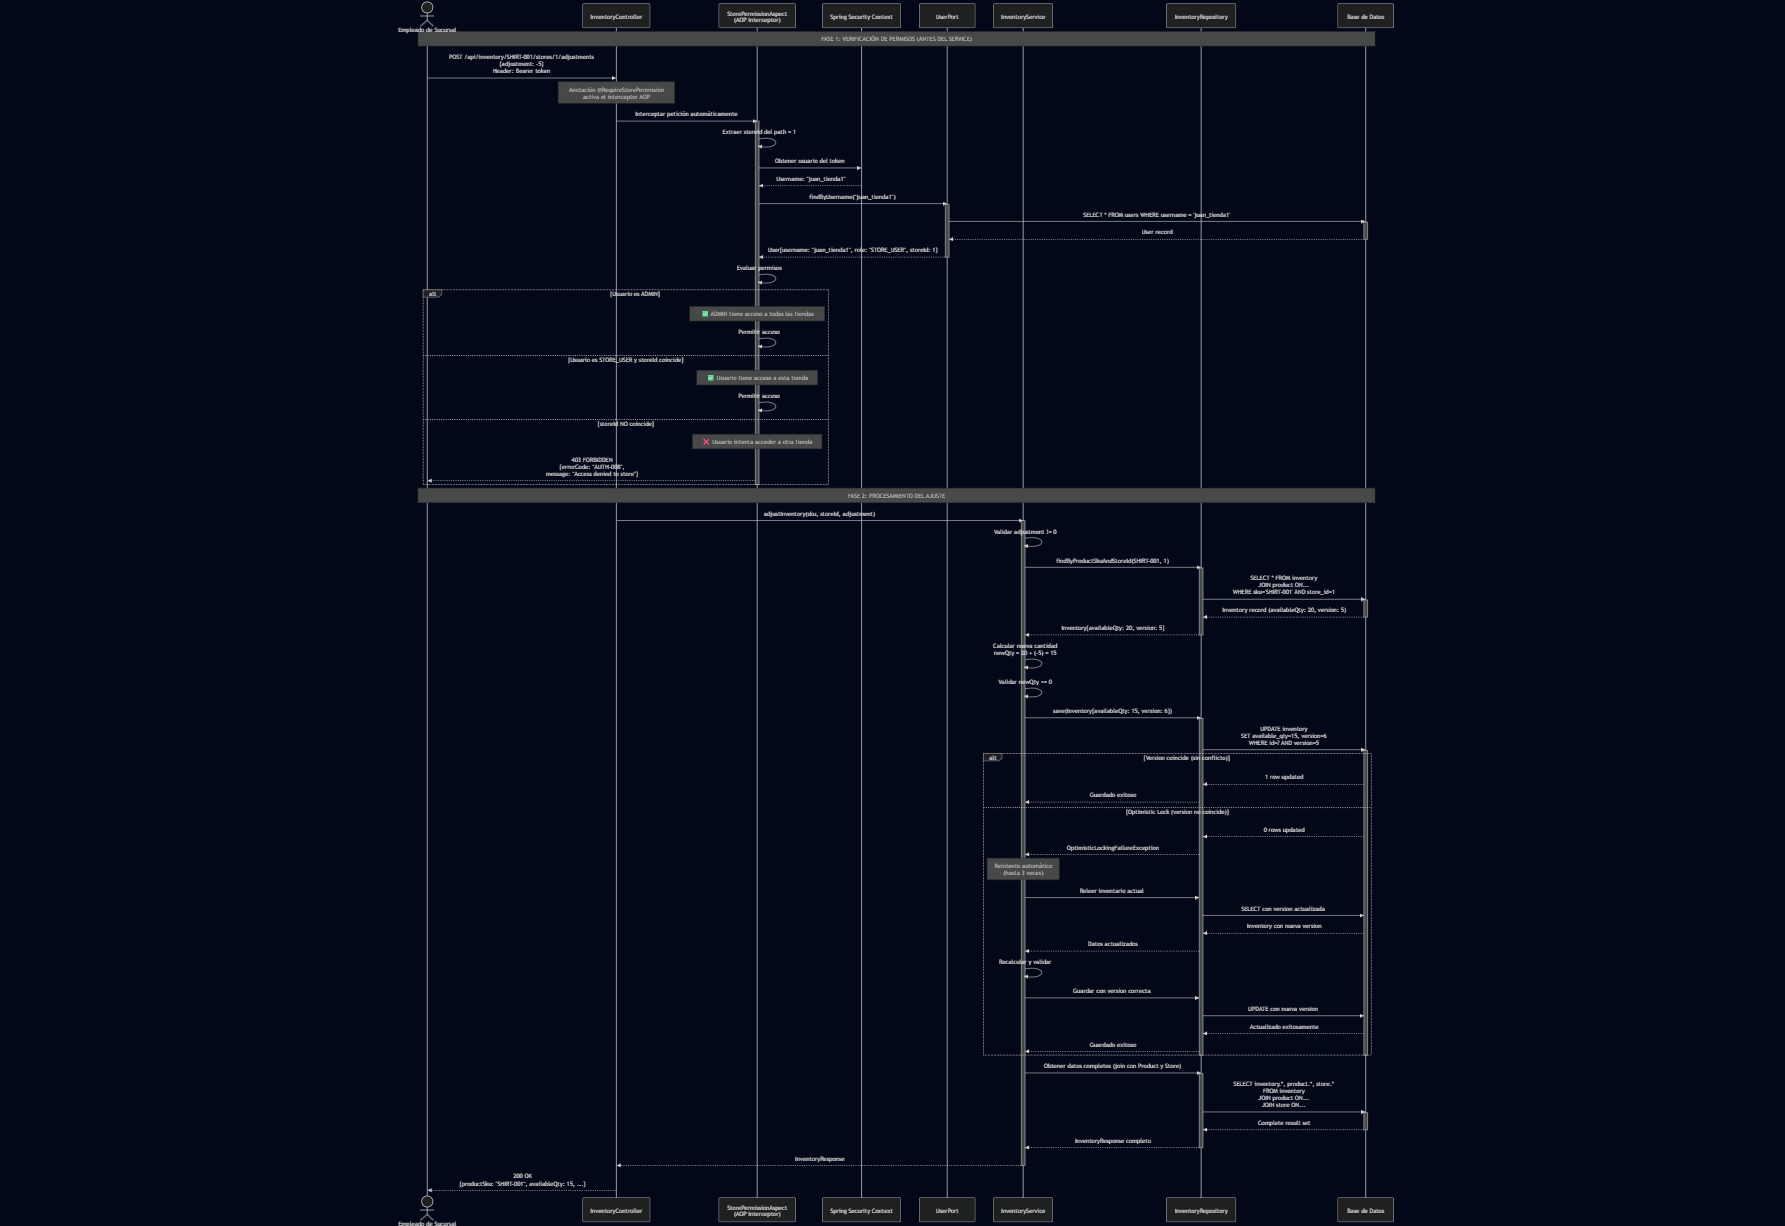 InventoryController
StorePermissionAspect
(AOP Interceptor)
Spring Security Context
UserPort
InventoryService
InventoryRepository
Base de Datos
Empleado de Sucursal
FASE 1: VERIFICACIÓN DE PERMISOS (ANTES DEL SERVICE)
POST /api/inventory/SHIRT-001/stores/1/adjustments
{adjustment: -5}
Header: Bearer token
Anotación @RequireStorePermission
activa el interceptor AOP
Interceptar petición automáticamente
Extraer storeId del path = 1
Obtener usuario del token
Username: "juan_tienda1"
findByUsername("juan_tienda1")
SELECT * FROM users WHERE username = 'juan_tienda1'
User record
User{username: "juan_tienda1", role: "STORE_USER", storeId: 1}
Evaluar permisos
alt
[Usuario es ADMIN]
✅ ADMIN tiene acceso a todas las tiendas
Permitir acceso
[Usuario es STORE_USER y storeId coincide]
✅ Usuario tiene acceso a esta tienda
Permitir acceso
[storeId NO coincide]
❌ Usuario intenta acceder a otra tienda
403 FORBIDDEN
{errorCode: "AUTH-008",
message: "Access denied to store"}
FASE 2: PROCESAMIENTO DEL AJUSTE
adjustInventory(sku, storeId, adjustment)
Validar adjustment != 0
findByProductSkuAndStoreId(SHIRT-001, 1)
SELECT * FROM inventory
JOIN product ON...
WHERE sku='SHIRT-001' AND store_id=1
Inventory record (availableQty: 20, version: 5)
Inventory{availableQty: 20, version: 5}
Calcular nueva cantidad
newQty = 20 + (-5) = 15
Validar newQty >= 0
save(Inventory{availableQty: 15, version: 6})
UPDATE inventory
SET available_qty=15, version=6
WHERE id=? AND version=5
alt
[Version coincide (sin conflicto)]
1 row updated
Guardado exitoso
[Optimistic Lock (version no coincide)]
0 rows updated
OptimisticLockingFailureException
Reintento automático
(hasta 3 veces)
Releer inventario actual
SELECT con version actualizada
Inventory con nueva version
Datos actualizados
Recalcular y validar
Guardar con version correcta
UPDATE con nueva version
Actualizado exitosamente
Guardado exitoso
Obtener datos completos (join con Product y Store)
SELECT inventory.*, product.*, store.*
FROM inventory
JOIN product ON...
JOIN store ON...
Complete result set
InventoryResponse completo
InventoryResponse
200 OK
{productSku: "SHIRT-001", availableQty: 15, ...}
InventoryController
StorePermissionAspect
(AOP Interceptor)
Spring Security Context
UserPort
InventoryService
InventoryRepository
Base de Datos
Empleado de Sucursal